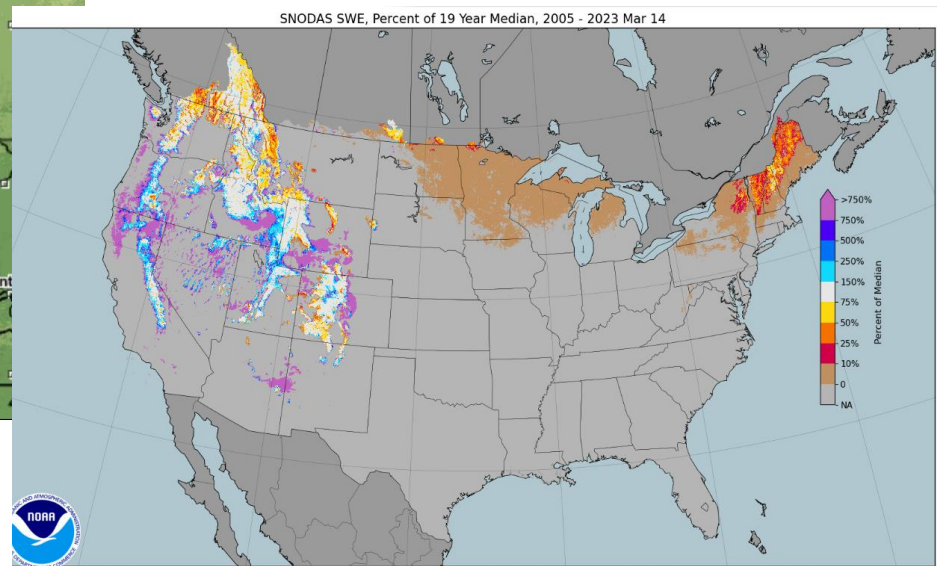 SNODAS SWE, Percent of 19 Year Median, 2005 - 2023 Mar 14
nt
>750%
750%
500%
250%
150%
75%
50%
25%
10%
0
NA
Percent of Median
NOAA